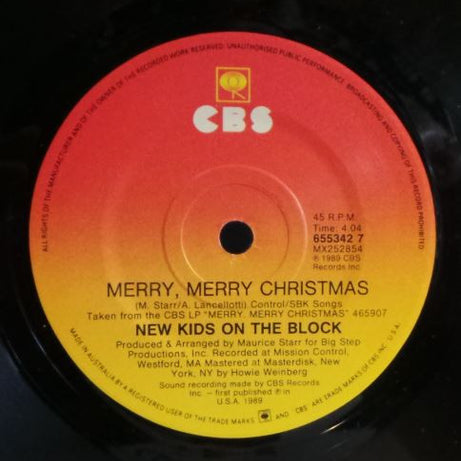 ALL RIGHTS OF THE MANUFACTURER AND OF THE OWNER OF THE RECORDED WORK RESERVED. UNAUTHORISED PUBLIC PERFORMANCE, BROADCASTING AND COPYING OF THIS RECORD PROHIBITED
CBS
45 R.P.M.
Time: 4.04
655342 7
MX252854
℗ 1989 CBS
Records Inc
MERRY, MERRY CHRISTMAS
(M. Starr/A. Lancellotti) Control/SBK Songs
Taken from the CBS LP "MERRY, MERRY CHRISTMAS" 465907
NEW KIDS ON THE BLOCK
Produced & Arranged by Maurice Starr for Big Step
Productions, Inc. Recorded at Mission Control,
Westford, MA Mastered at Masterdisk, New
York, NY by Howie Weinberg
Sound recording made by CBS Records
Inc – first published ℗ in
U.S.A. 1989
MADE IN AUSTRALIA BY A REGISTERED USER OF THE TRADE MARKS AND CBS ARE TRADE MARKS OF CBS INC. U.S.A.